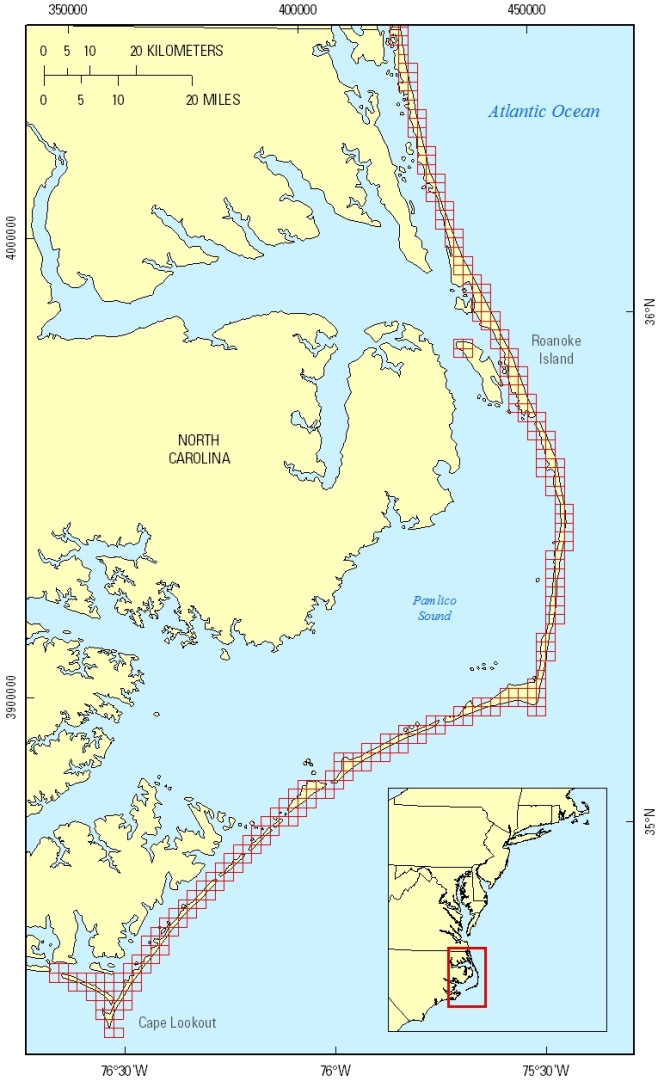 350000 400000 450000
0 5 10 20 KILOMETERS
0 5 10 20 MILES
Atlantic Ocean
4000000
36°N
Roanoke
Island
NORTH
CAROLINA
Pamlico
Sound
3900000
35°N
Cape Lookout
76°30'W 76°W 75°30'W